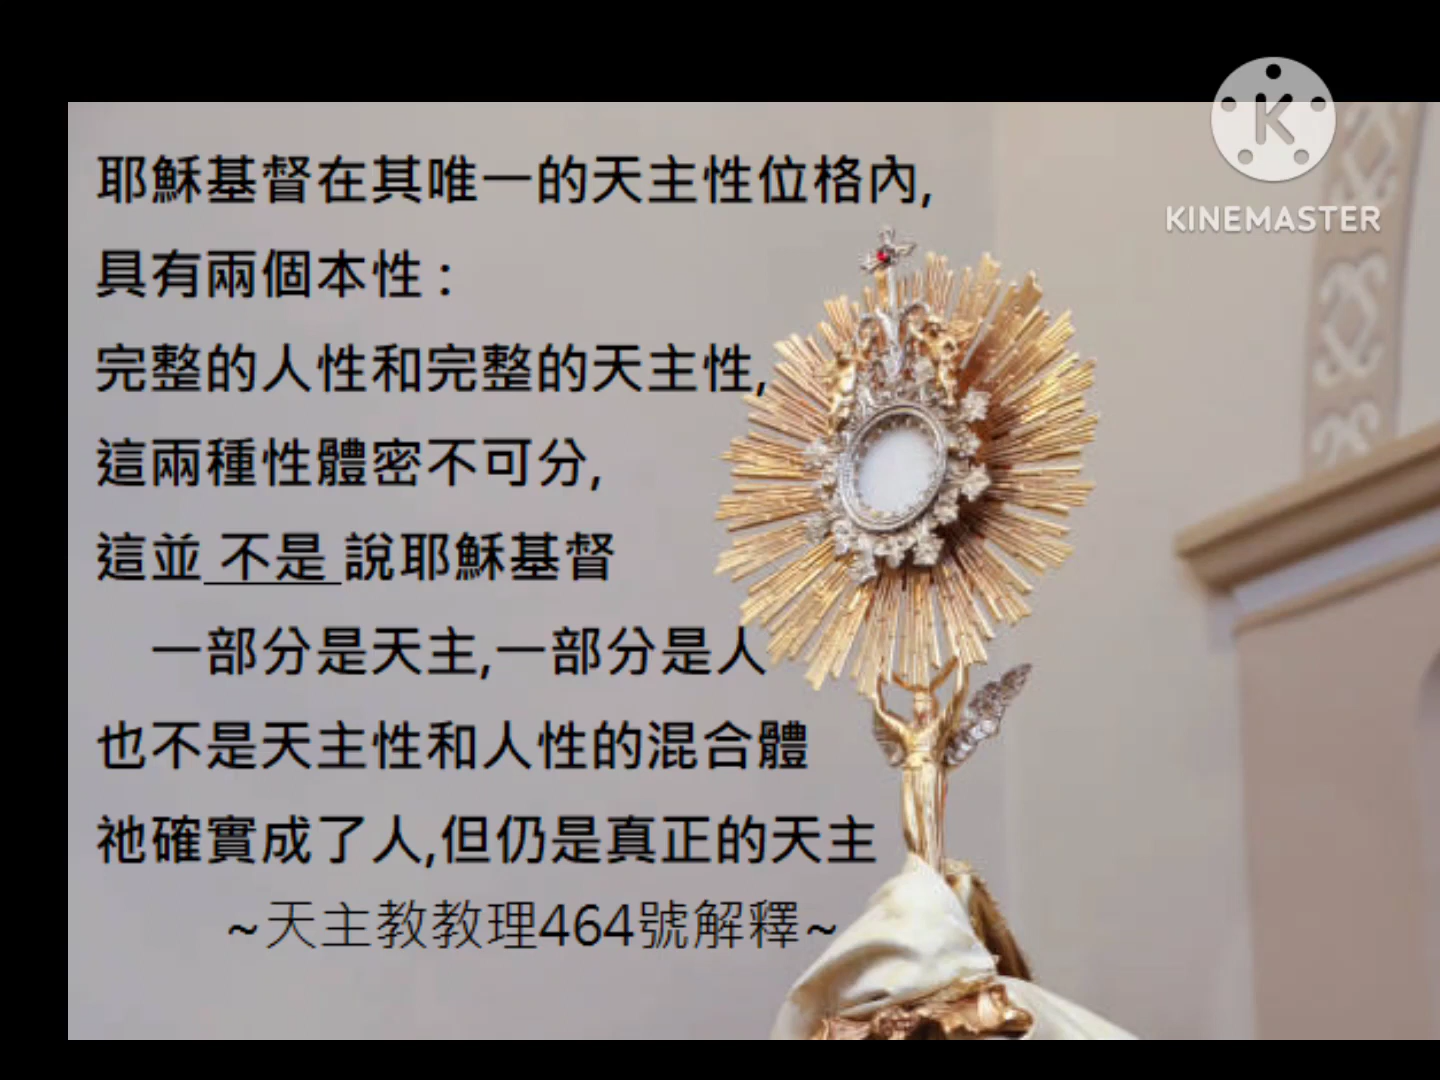 耶穌基督在其唯一的天主性位格內,
具有兩個本性 :
完整的人性和完整的天主性,
這兩種性體密不可分,
這並 不是 說耶穌基督
一部分是天主,一部分是人
也不是天主性和人性的混合體
祂確實成了人,但仍是真正的天主
~天主教教理464號解釋~
K
KINEMASTER